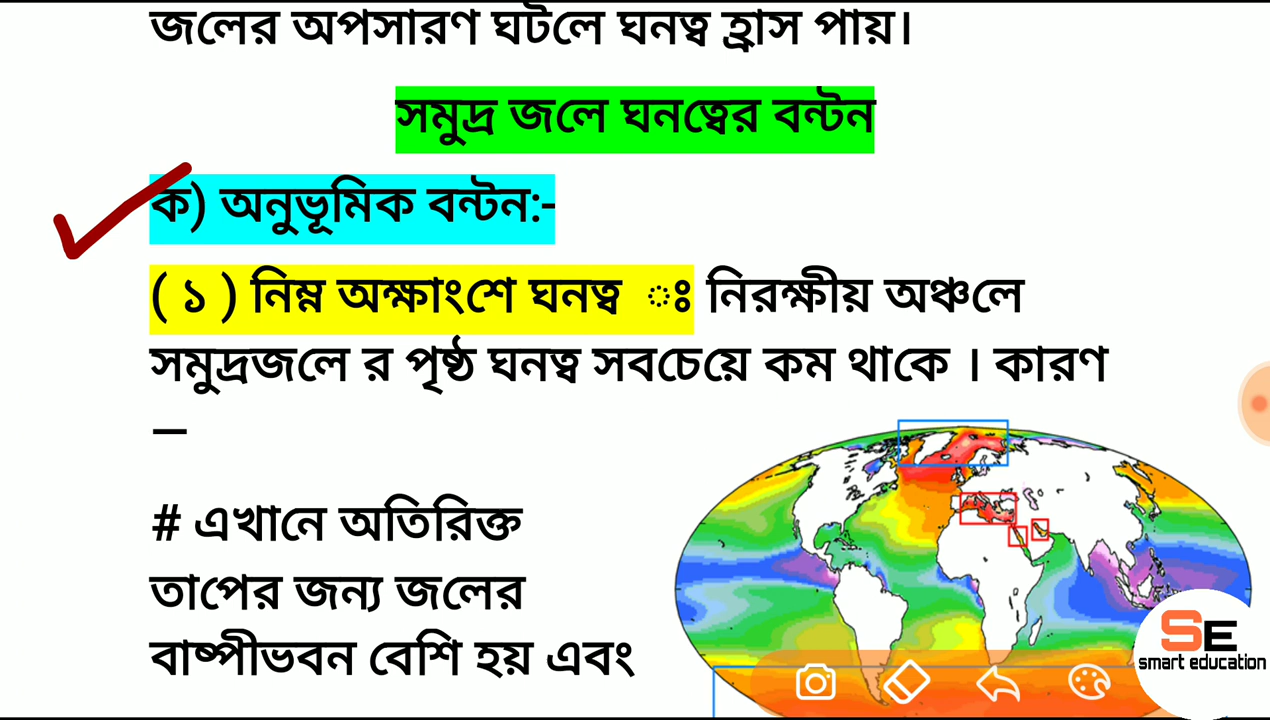 জলের অপসারণ ঘটলে ঘনত্ব হ্রাস পায়।
সমুদ্র জলে ঘনত্বের বন্টন
ক) অনুভূমিক বন্টন:-
( ১ ) নিম্ন অক্ষাংশে ঘনত্ব ঃ নিরক্ষীয় অঞ্চলে
সমুদ্রজলে র পৃষ্ঠ ঘনত্ব সবচেয়ে কম থাকে । কারণ
–
# এখানে অতিরিক্ত
তাপের জন্য জলের
বাষ্পীভবন বেশি হয় এবং
SE
smart education